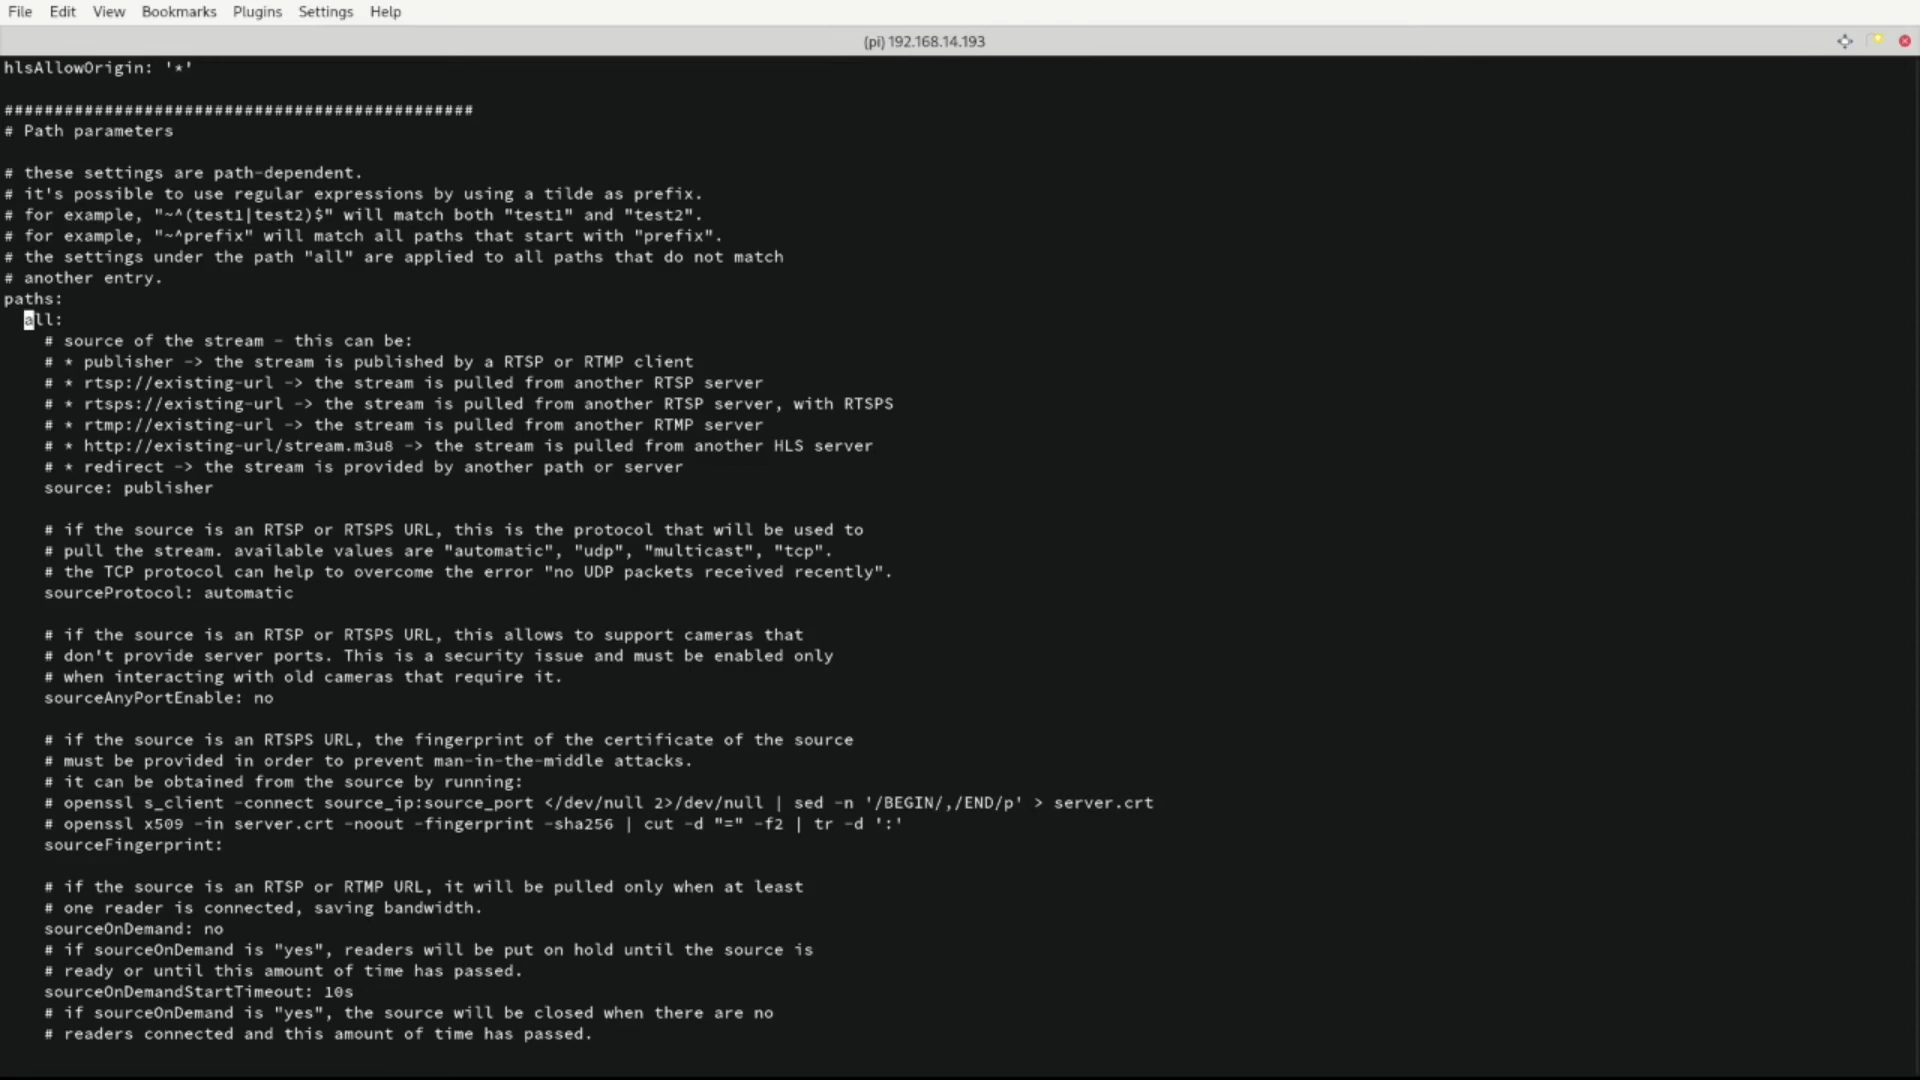 File Edit View Bookmarks Plugins Settings Help
(pi) 192.168.14.193
hlsAllowOrigin: '*'
###############################################
# Path parameters
# these settings are path-dependent.
# it's possible to use regular expressions by using a tilde as prefix.
# for example, "~^(test1|test2)$" will match both "test1" and "test2".
# for example, "~^prefix" will match all paths that start with "prefix".
# the settings under the path "all" are applied to all paths that do not match
# another entry.
paths:
  all:
    # source of the stream - this can be:
    # * publisher -> the stream is published by a RTSP or RTMP client
    # * rtsp://existing-url -> the stream is pulled from another RTSP server
    # * rtsps://existing-url -> the stream is pulled from another RTSP server, with RTSPS
    # * rtmp://existing-url -> the stream is pulled from another RTMP server
    # * http://existing-url/stream.m3u8 -> the stream is pulled from another HLS server
    # * redirect -> the stream is provided by another path or server
    source: publisher
    # if the source is an RTSP or RTSPS URL, this is the protocol that will be used to
    # pull the stream. available values are "automatic", "udp", "multicast", "tcp".
    # the TCP protocol can help to overcome the error "no UDP packets received recently".
    sourceProtocol: automatic
    # if the source is an RTSP or RTSPS URL, this allows to support cameras that
    # don't provide server ports. This is a security issue and must be enabled only
    # when interacting with old cameras that require it.
    sourceAnyPortEnable: no
    # if the source is an RTSPS URL, the fingerprint of the certificate of the source
    # must be provided in order to prevent man-in-the-middle attacks.
    # it can be obtained from the source by running:
    # openssl s_client -connect source_ip:source_port </dev/null 2>/dev/null | sed -n '/BEGIN/,/END/p' > server.crt
    # openssl x509 -in server.crt -noout -fingerprint -sha256 | cut -d "=" -f2 | tr -d ':'
    sourceFingerprint:
    # if the source is an RTSP or RTMP URL, it will be pulled only when at least
    # one reader is connected, saving bandwidth.
    sourceOnDemand: no
    # if sourceOnDemand is "yes", readers will be put on hold until the source is
    # ready or until this amount of time has passed.
    sourceOnDemandStartTimeout: 10s
    # if sourceOnDemand is "yes", the source will be closed when there are no
    # readers connected and this amount of time has passed.